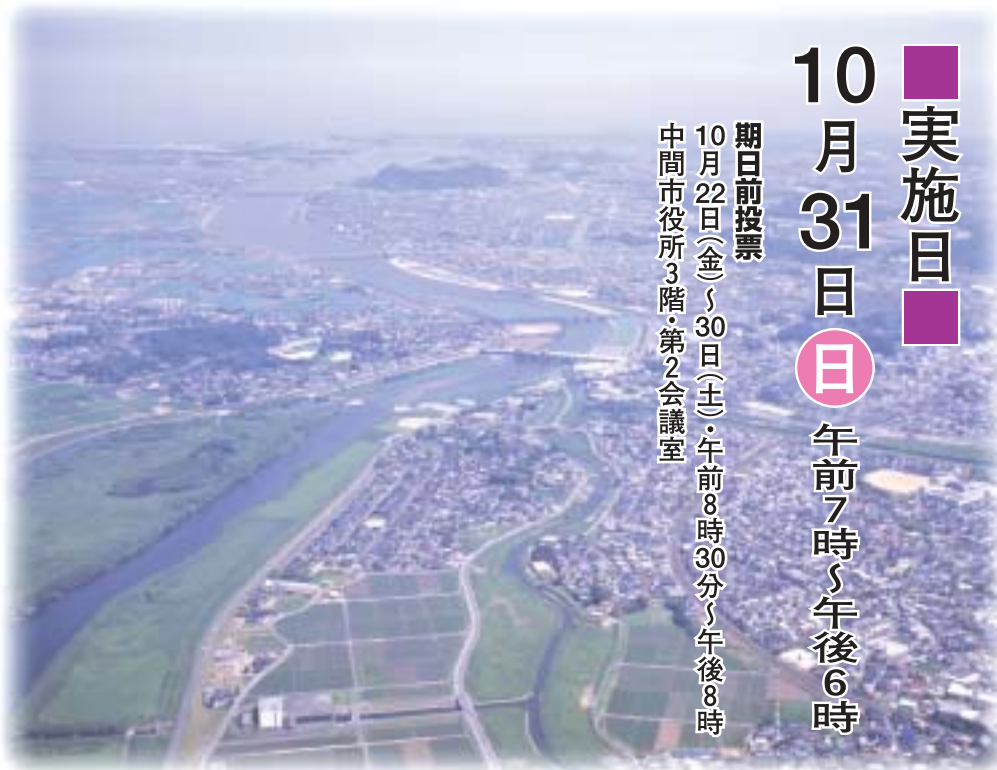 ■実施日■
10月31日日午前7時~午後6時
期日前投票
10月22日(金)~30日(土)・午前8時30分~午後8時
中間市役所3階・第2会議室